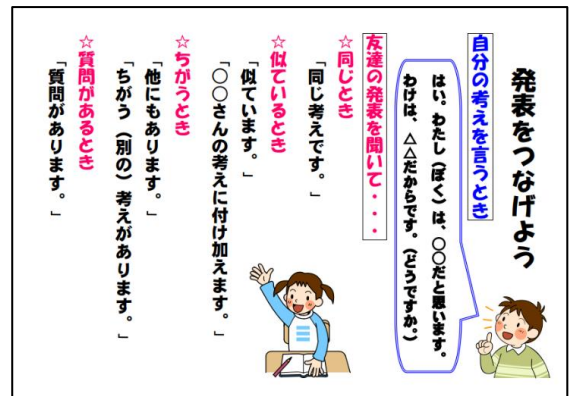 発表をつなげよう
自分の考えを言うとき
はい。わたし（ぼく）は、○○だと思います。
わけは、△△だからです。（どうですか。）
友達の発表を聞いて・・・
☆同じとき
「同じ考えです。」
☆似ているとき
「似ています。」
「○○さんの考えに付け加えます。」
☆ちがうとき
「他にもあります。」
「ちがう（別の）考えがあります。」
☆質問があるとき
「質問があります。」